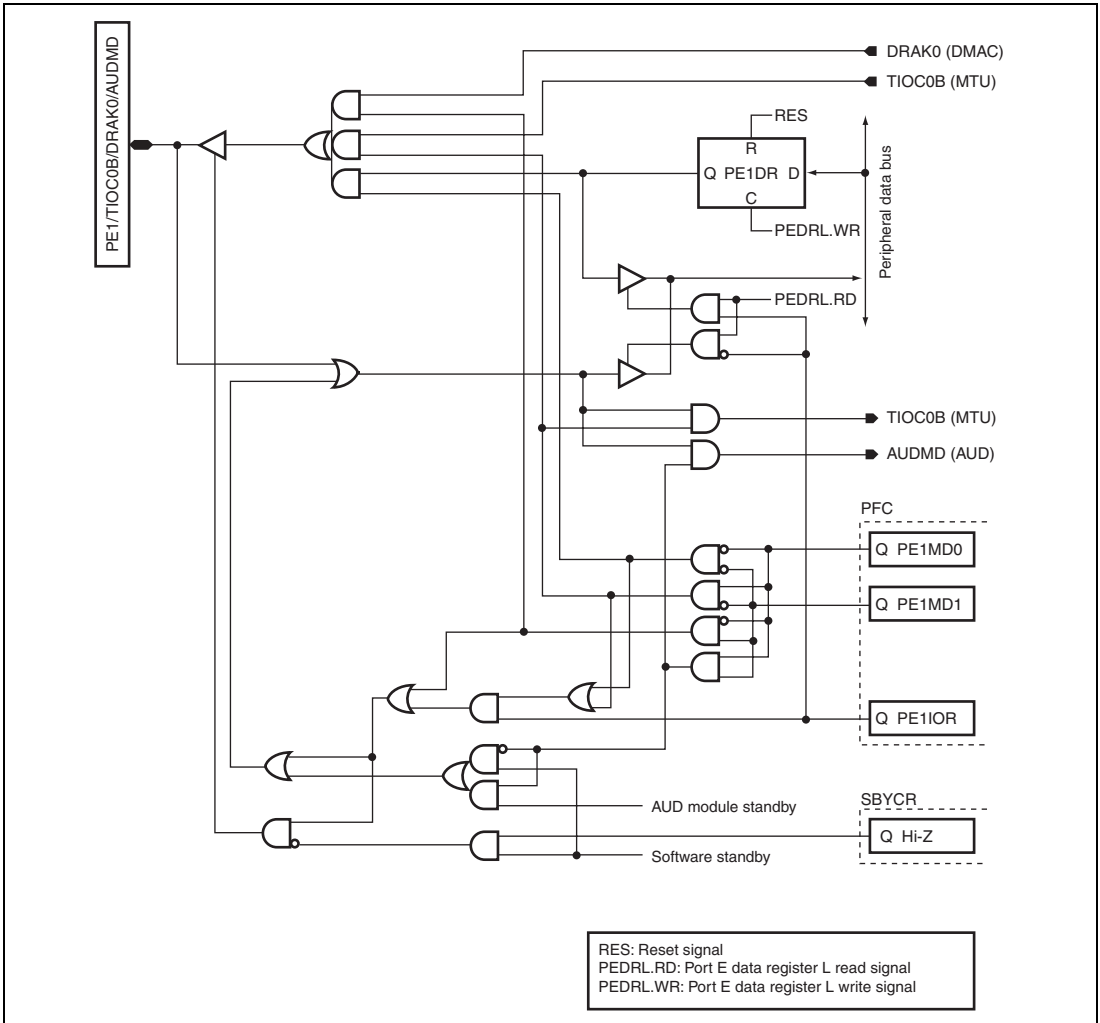 PE1/TIOC0B/DRAK0/AUDMD
DRAK0 (DMAC)
TIOC0B (MTU)
RES
R
Q PE1DR D
C
PEDRL.WR
Peripheral data bus
PEDRL.RD
TIOC0B (MTU)
AUDMD (AUD)
PFC
Q PE1MD0
Q PE1MD1
Q PE1IOR
AUD module standby
SBYCR
Q Hi-Z
Software standby
RES: Reset signal
PEDRL.RD: Port E data register L read signal
PEDRL.WR: Port E data register L write signal